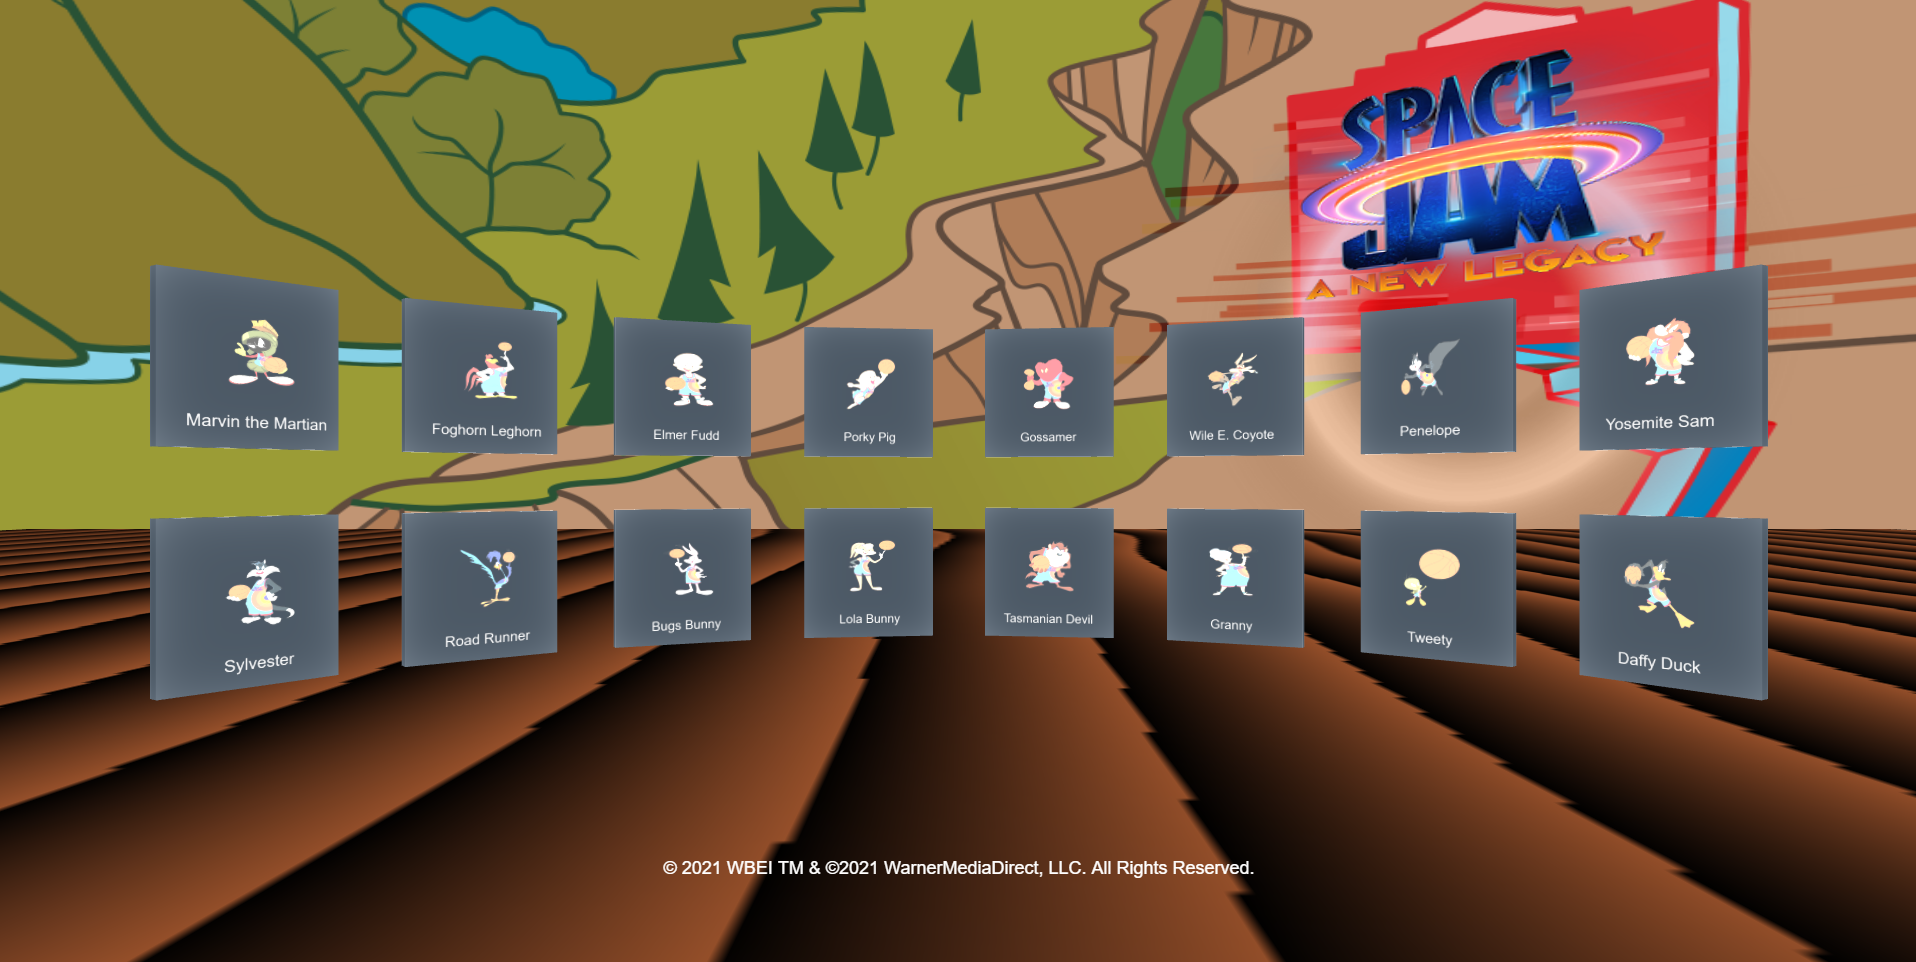 SPACE
JAM
A NEW LEGACY
Marvin the Martian
Foghorn Leghorn
Elmer Fudd
Porky Pig
Gossamer
Wile E. Coyote
Penelope
Yosemite Sam
Sylvester
Road Runner
Bugs Bunny
Lola Bunny
Tasmanian Devil
Granny
Tweety
Daffy Duck
© 2021 WBEI TM & ©2021 WarnerMediaDirect, LLC. All Rights Reserved.